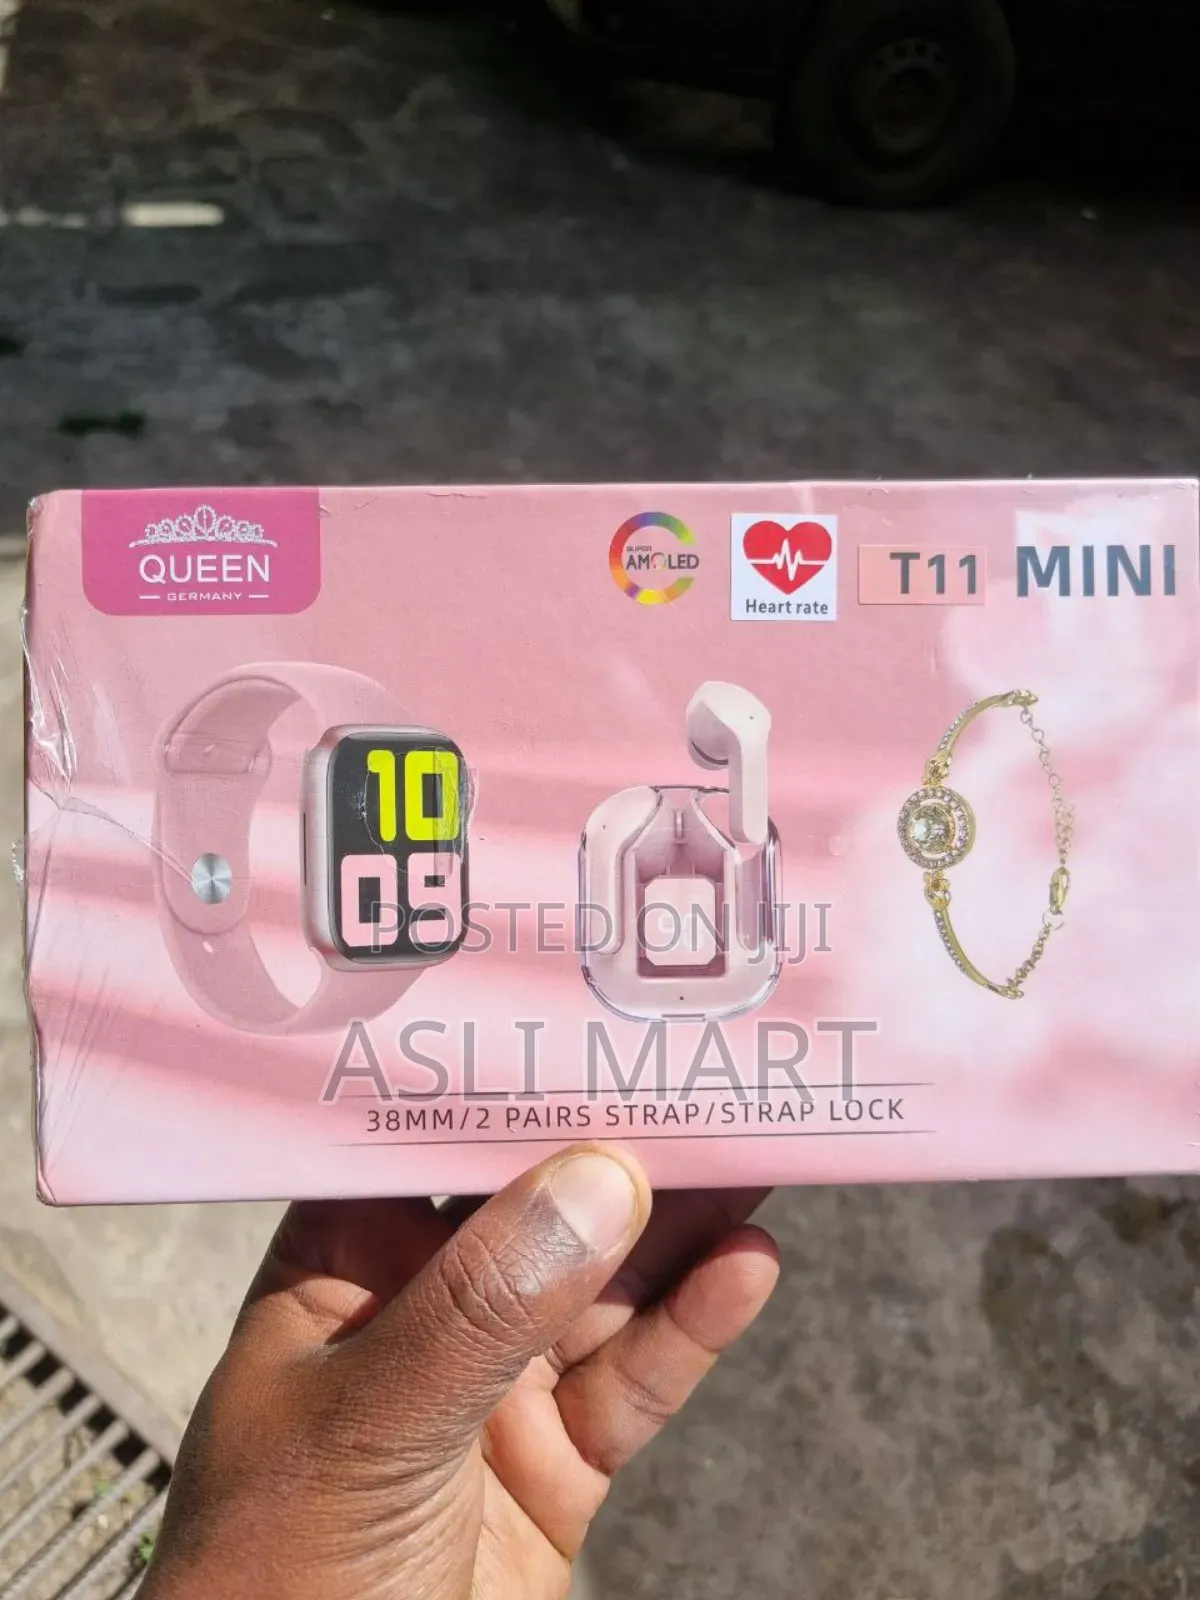 QUEEN
GERMANY
SUPER
AMOLED
Heart rate
T11 MINI
10
09
POSTED ON JIJI
ASLI MART
38MM/2 PAIRS STRAP/STRAP LOCK